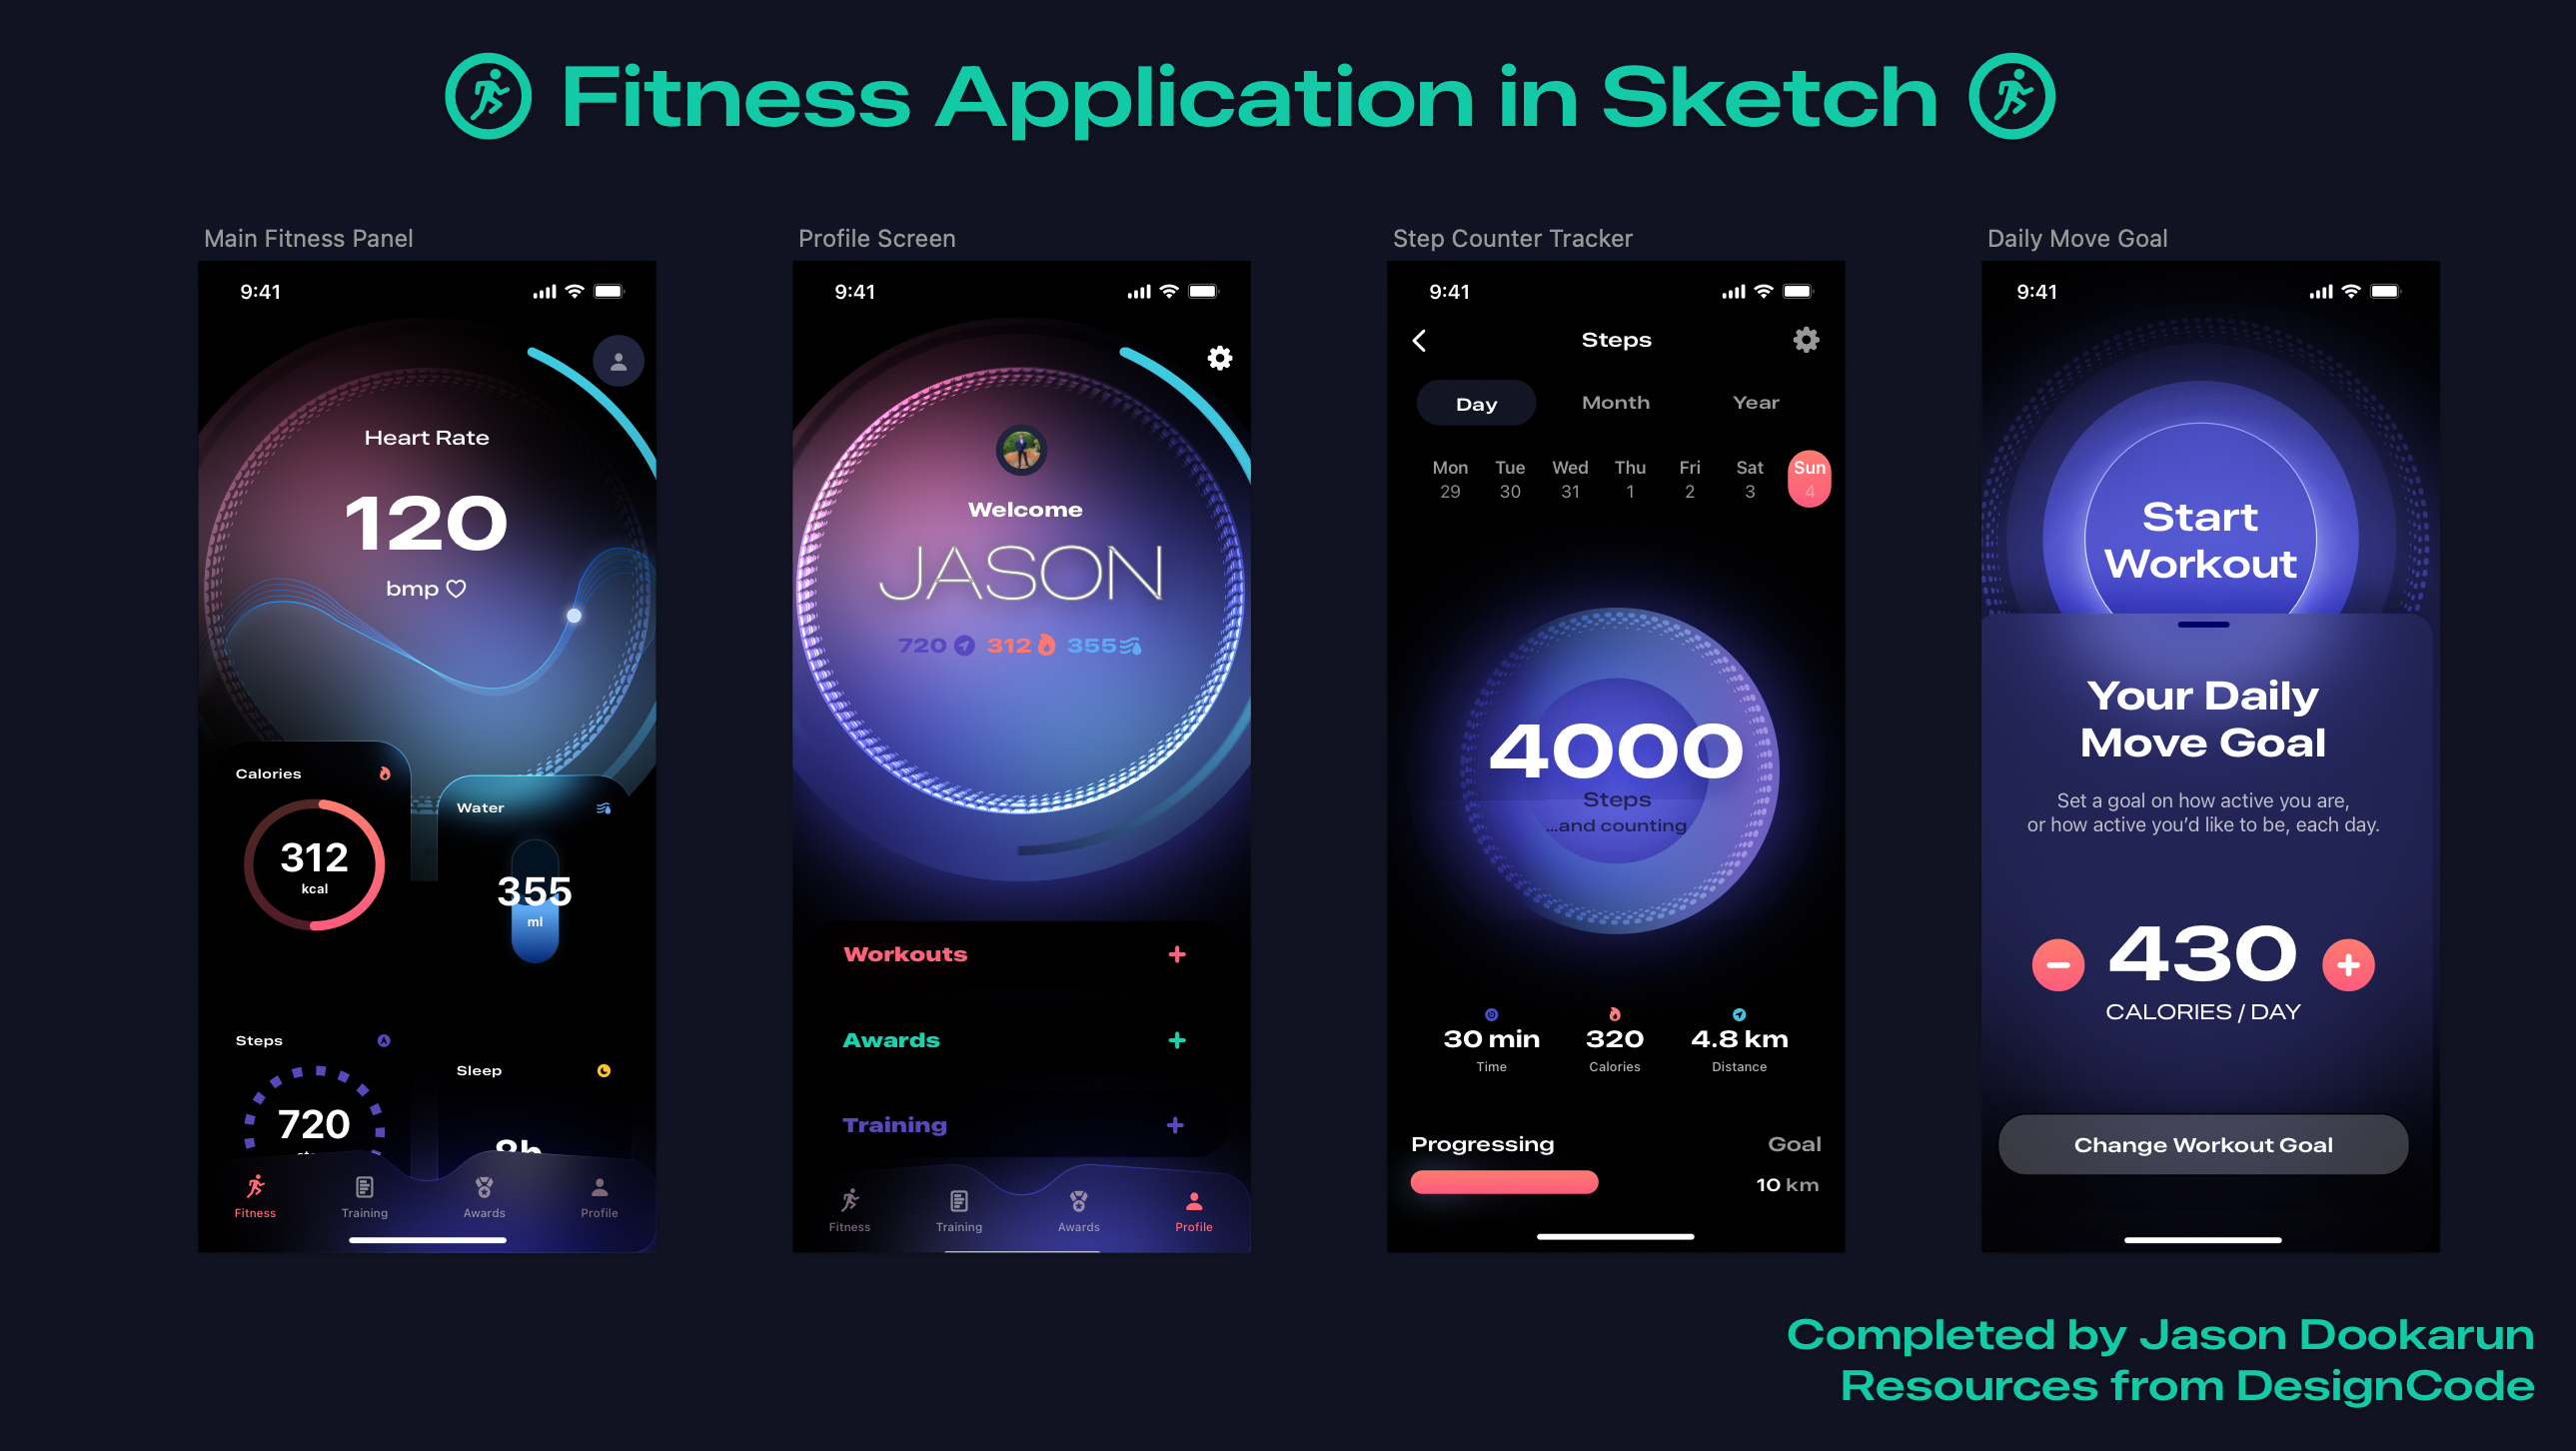 Fitness Application in Sketch
Main Fitness Panel
9:41
Heart Rate
120
bmp
Calories
312
kcal
Water
355
ml
Steps
720
Sleep
8h
Fitness
Training
Awards
Profile
Profile Screen
9:41
Welcome
JASON
720 312 355
Workouts
Awards
Training
Fitness
Training
Awards
Profile
Step Counter Tracker
9:41
Steps
Day Month Year
Mon Tue Wed Thu Fri Sat Sun
29 30 31 1 2 3 4
4000
Steps
...and counting
30 min 320 4.8 km
Time Calories Distance
Progressing Goal
10 km
Daily Move Goal
9:41
Start
Workout
Your Daily
Move Goal
Set a goal on how active you are,
or how active you’d like to be, each day.
430
CALORIES / DAY
Change Workout Goal
Completed by Jason Dookarun
Resources from DesignCode